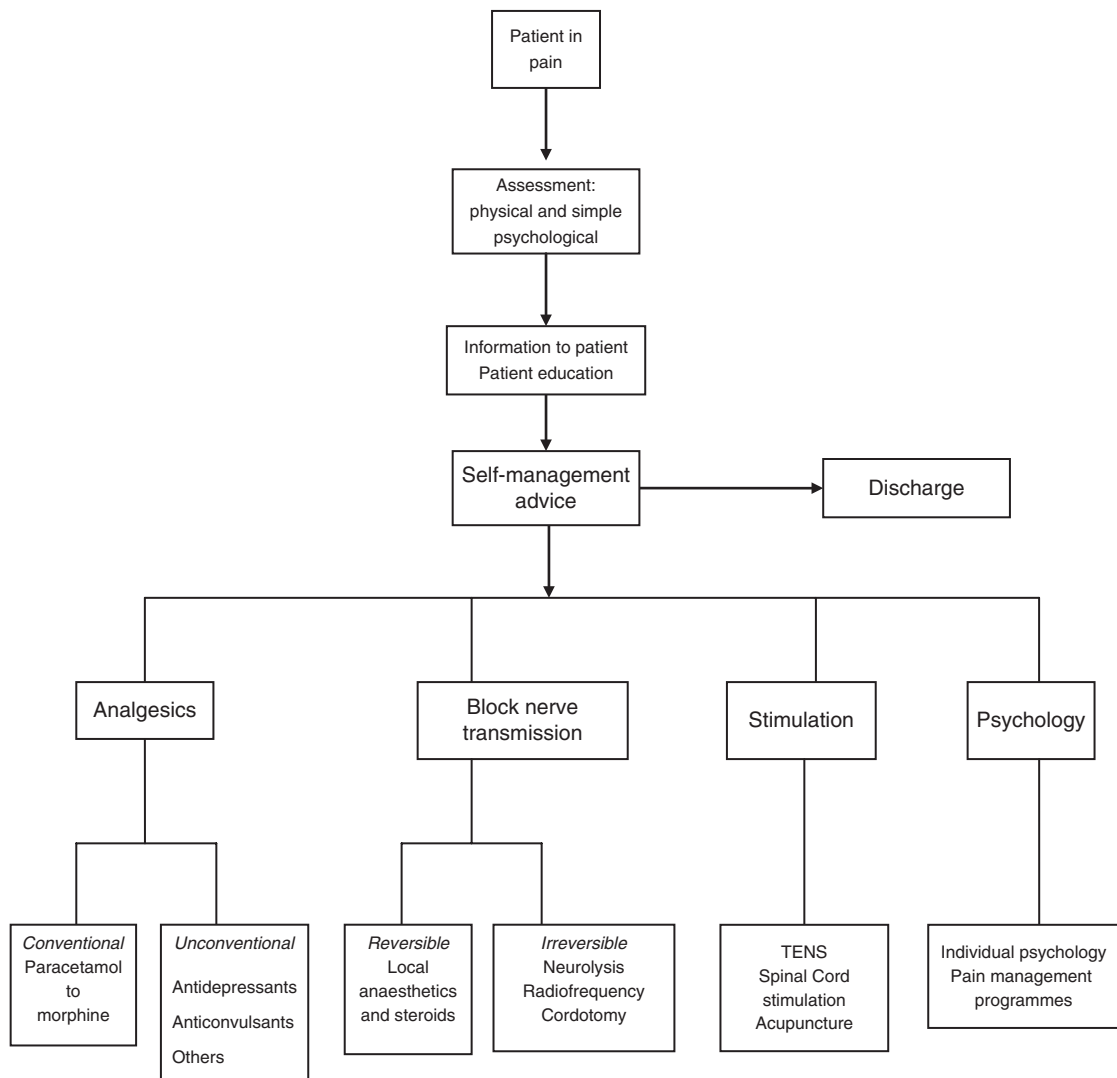 Patient in
pain
Assessment:
physical and simple
psychological
Information to patient
Patient education
Self-management
advice
Discharge
Analgesics
Block nerve
transmission
Stimulation
Psychology
Conventional
Paracetamol
to
morphine
Unconventional
Antidepressants
Anticonvulsants
Others
Reversible
Local
anaesthetics
and steroids
Irreversible
Neurolysis
Radiofrequency
Cordotomy
TENS
Spinal Cord
stimulation
Acupuncture
Individual psychology
Pain management
programmes